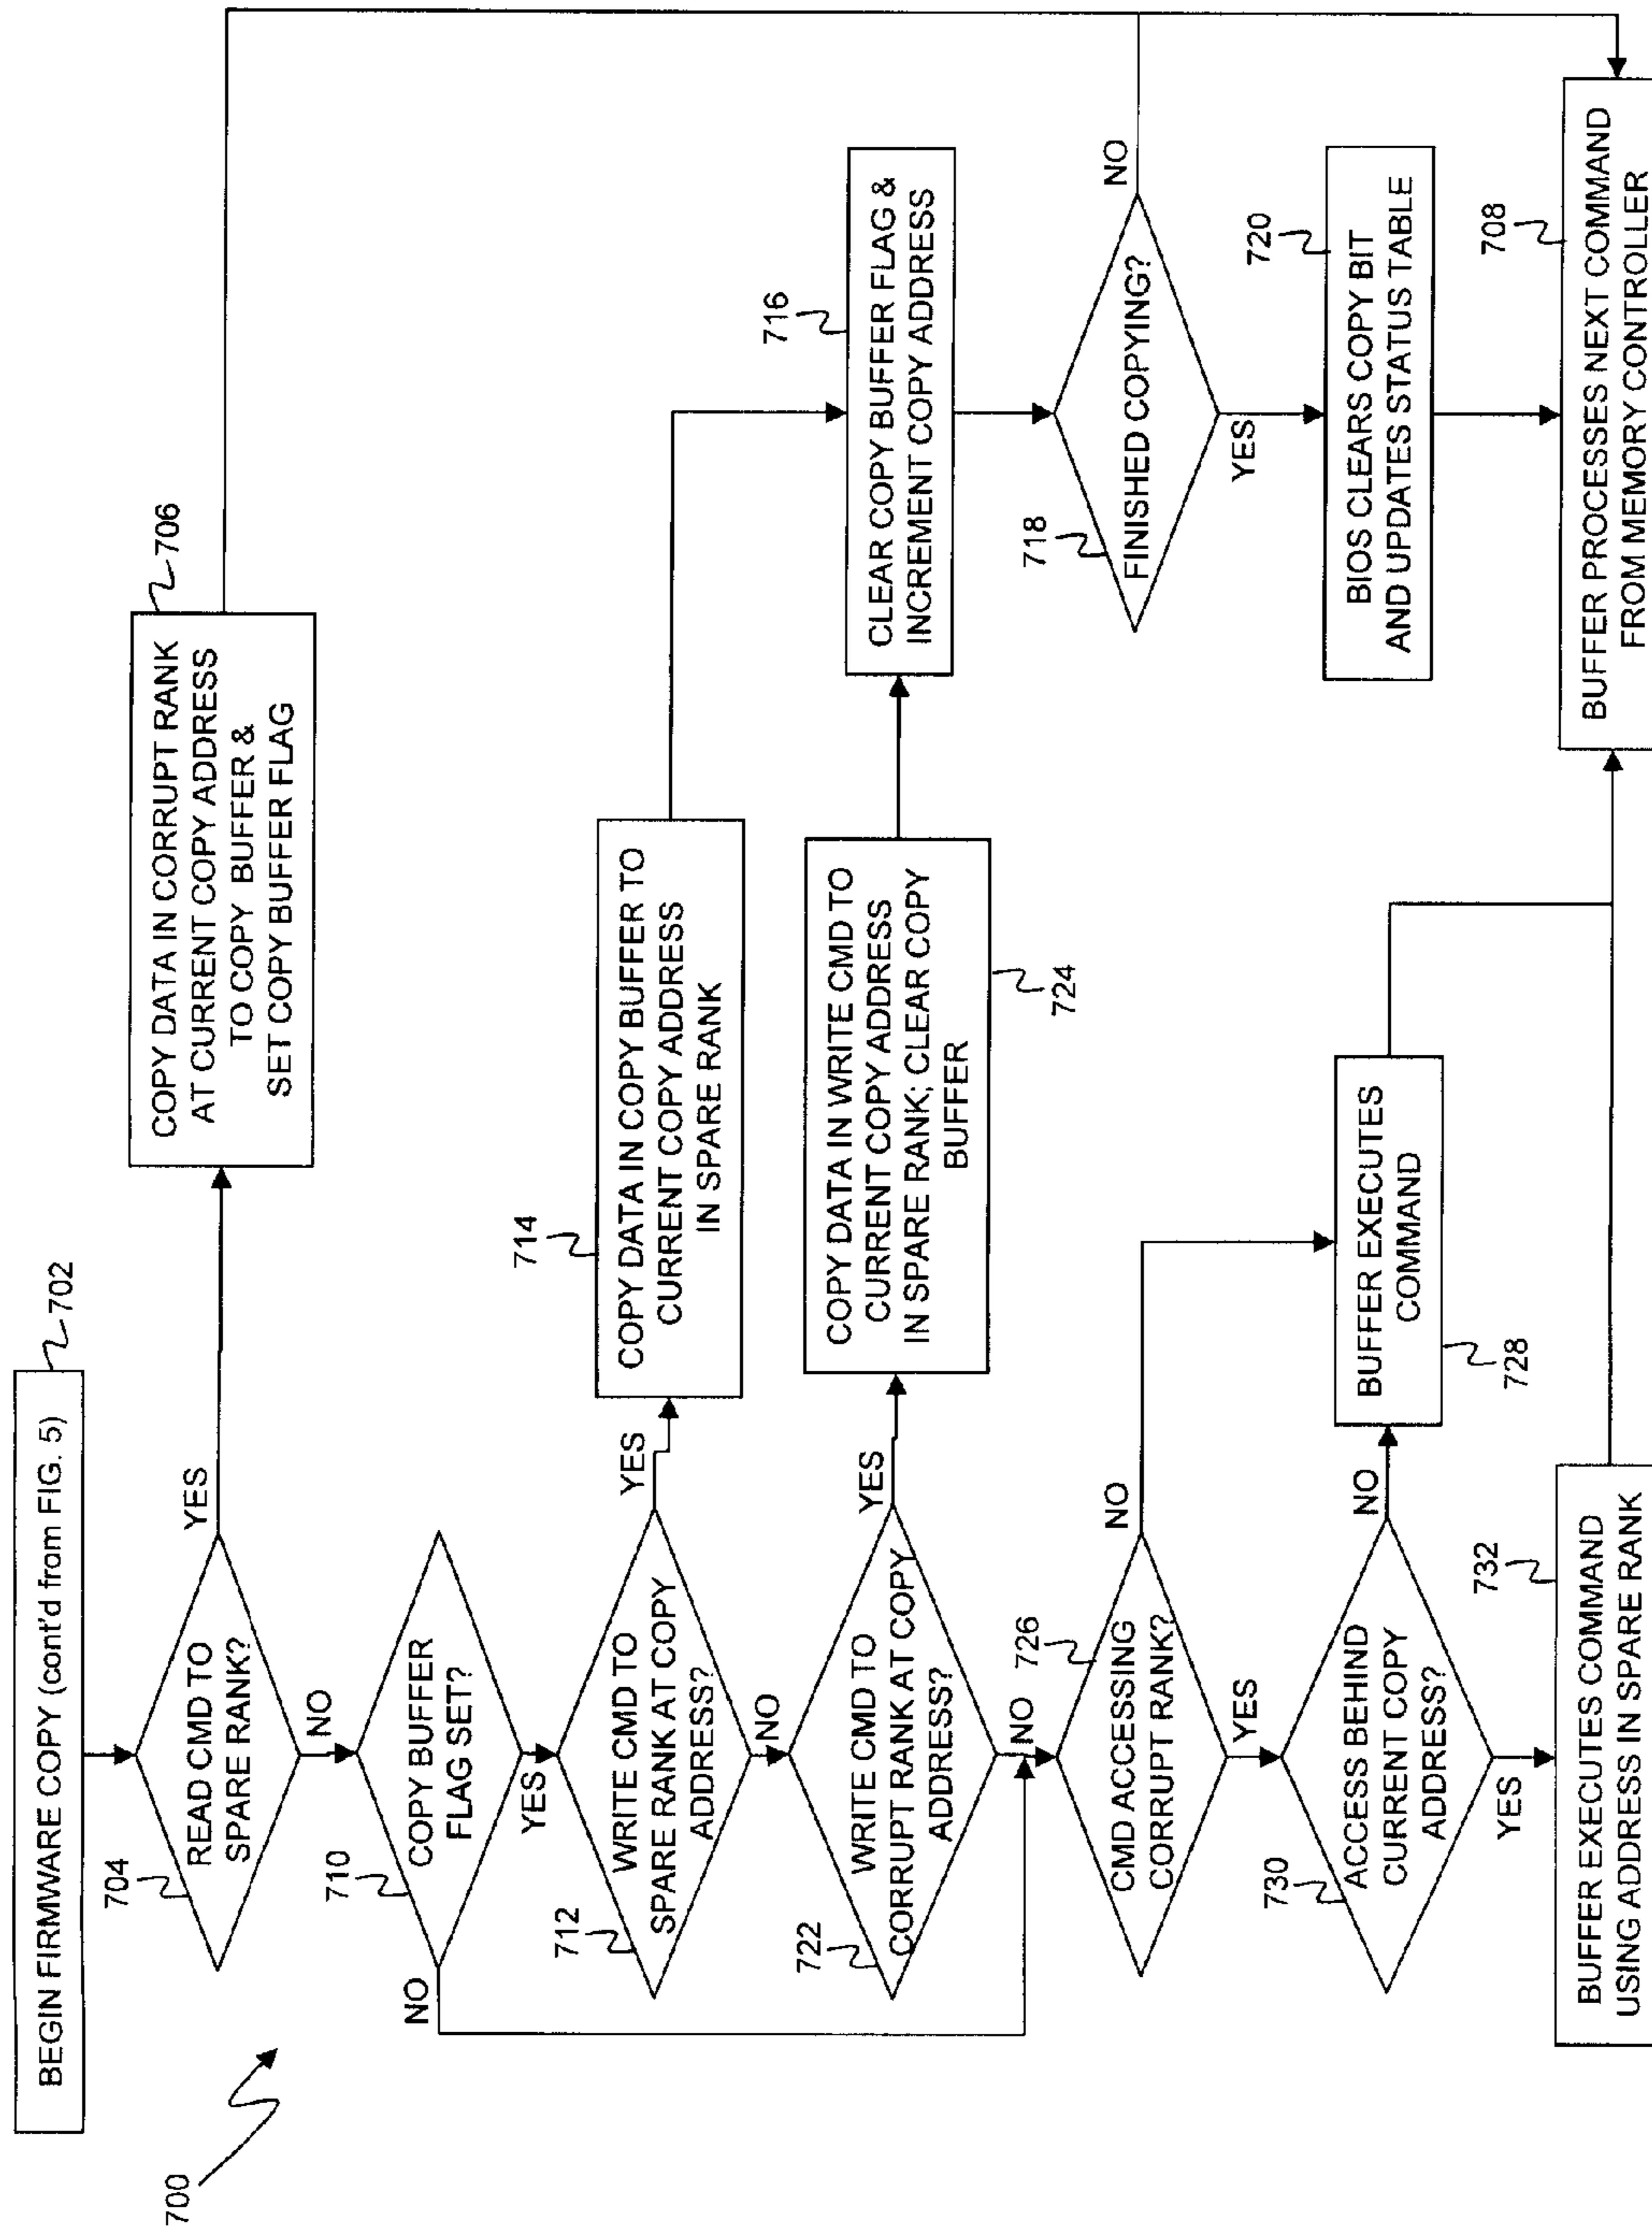 700
BEGIN FIRMWARE COPY (cont'd from FIG. 5)
702
704
READ CMD TO
SPARE RANK?
YES
NO
COPY DATA IN CORRUPT RANK
AT CURRENT COPY ADDRESS
TO COPY BUFFER &
SET COPY BUFFER FLAG
706
710
COPY BUFFER
FLAG SET?
NO
YES
712
WRITE CMD TO
SPARE RANK AT COPY
ADDRESS?
YES
NO
714
COPY DATA IN COPY BUFFER TO
CURRENT COPY ADDRESS
IN SPARE RANK
716
CLEAR COPY BUFFER FLAG &
INCREMENT COPY ADDRESS
722
WRITE CMD TO
CORRUPT RANK AT COPY
ADDRESS?
YES
NO
COPY DATA IN WRITE CMD TO
CURRENT COPY ADDRESS
IN SPARE RANK; CLEAR COPY
BUFFER
724
718
FINISHED COPYING?
NO
YES
726
CMD ACCESSING
CORRUPT RANK?
NO
YES
BUFFER EXECUTES
COMMAND
728
720
BIOS CLEARS COPY BIT
AND UPDATES STATUS TABLE
730
ACCESS BEHIND
CURRENT COPY
ADDRESS?
NO
YES
732
BUFFER EXECUTES COMMAND
USING ADDRESS IN SPARE RANK
708
BUFFER PROCESSES NEXT COMMAND
FROM MEMORY CONTROLLER